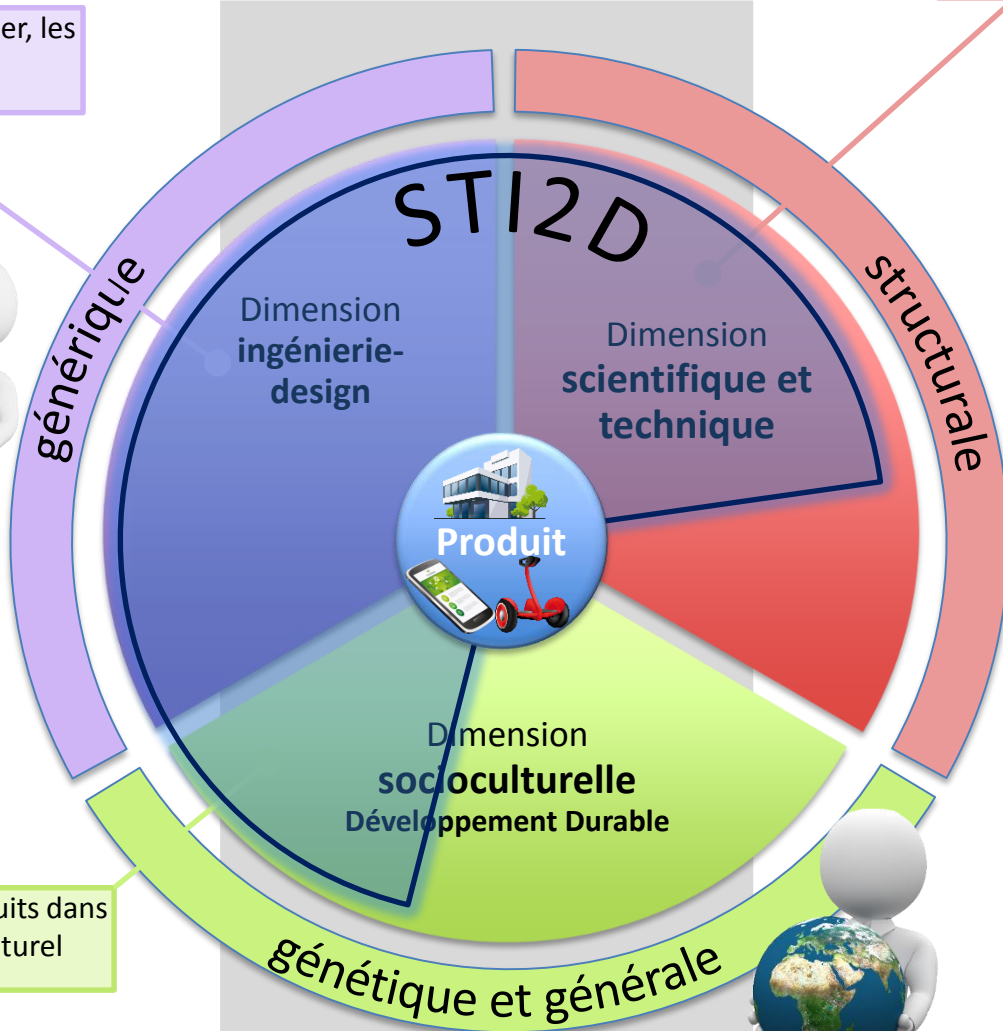 er, les
STI2D
générique
structurale
Dimension
ingénierie-
design
Dimension
scientifique et
technique
Produit
Dimension
socioculturelle
Développement Durable
uits dans
turel
génétique et générale